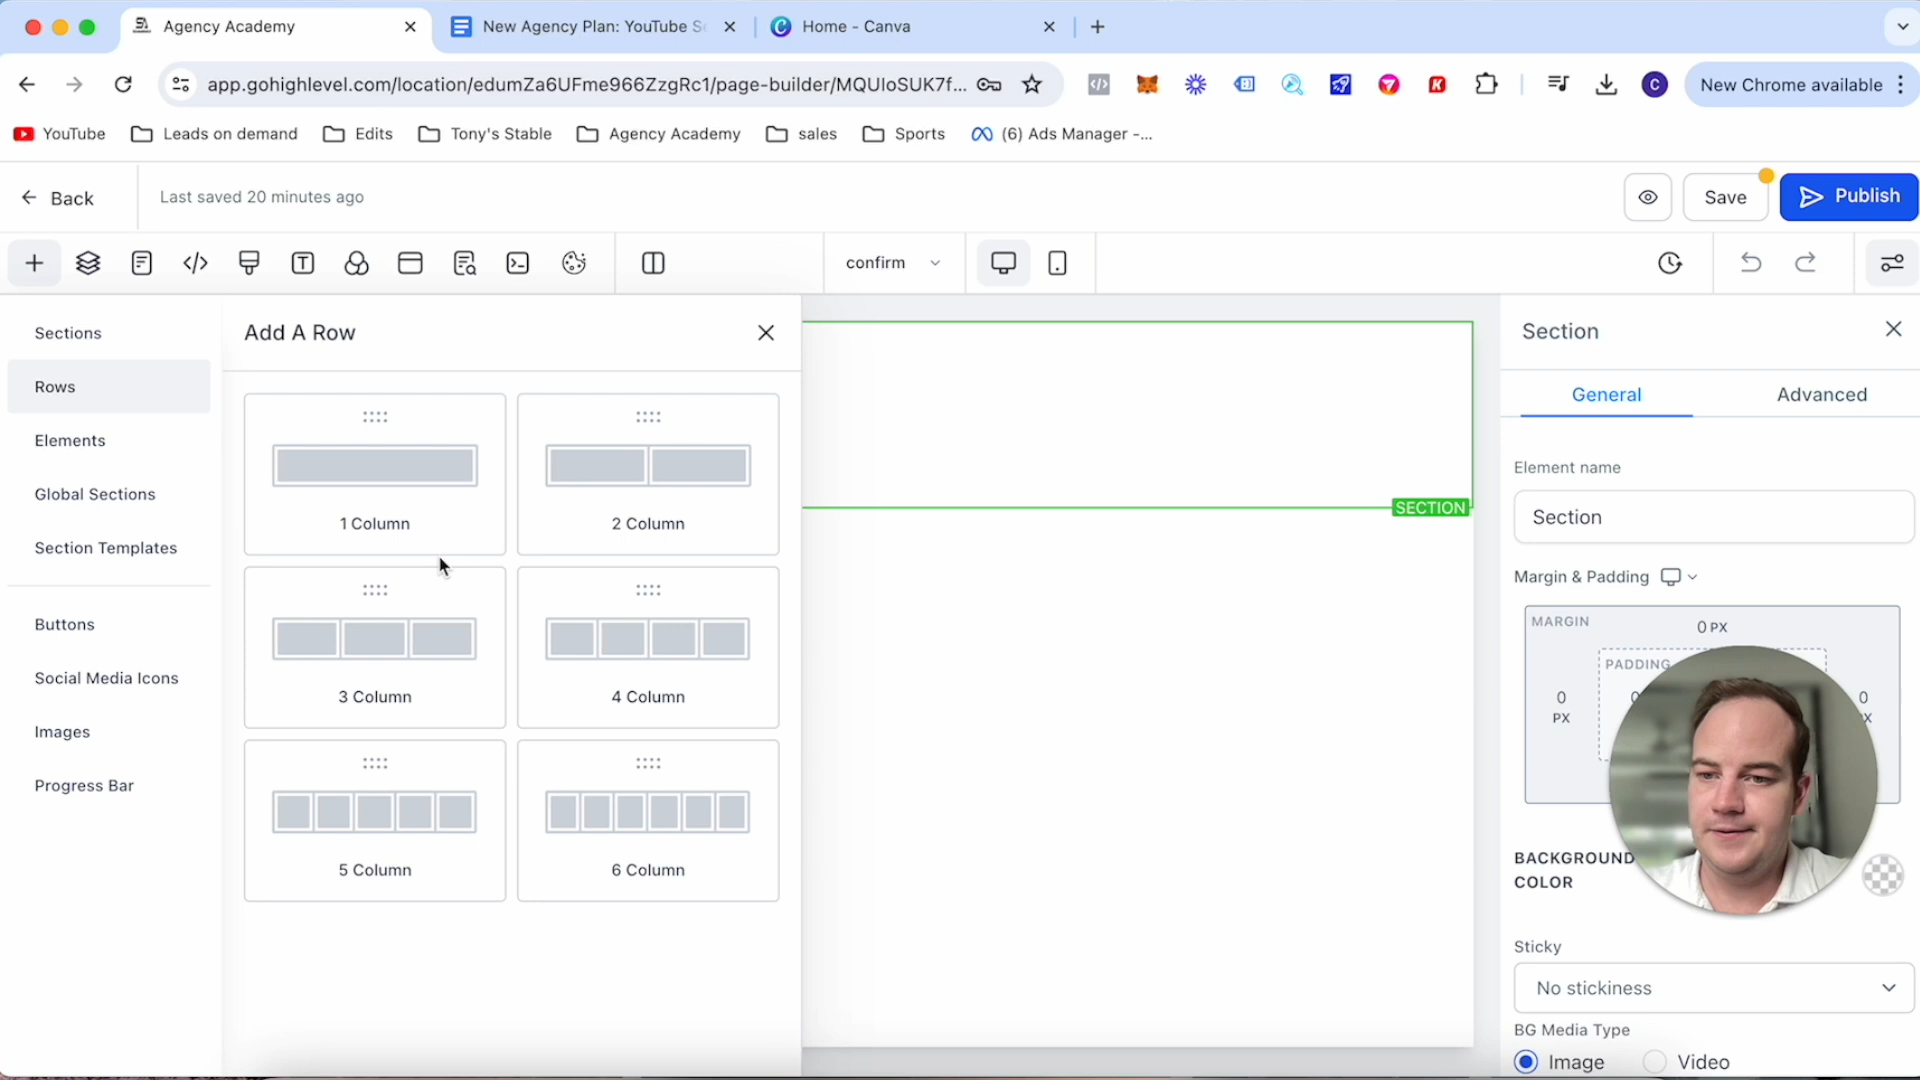 Agency Academy
New Agency Plan: YouTube S
Home - Canva
app.gohighlevel.com/location/edumZa6UFme966ZzgRc1/page-builder/MQUIoSUK7f...
New Chrome available
YouTube
Leads on demand
Edits
Tony's Stable
Agency Academy
sales
Sports
(6) Ads Manager -...
Back
Last saved 20 minutes ago
Save
Publish
confirm
Sections
Rows
Elements
Global Sections
Section Templates
Buttons
Social Media Icons
Images
Progress Bar
Add A Row
1 Column
2 Column
3 Column
4 Column
5 Column
6 Column
SECTION
Section
General
Advanced
Element name
Section
Margin & Padding
MARGIN
0 PX
PADDING
0
PX
0
BACKGROUND
COLOR
Sticky
No stickiness
BG Media Type
Image
Video